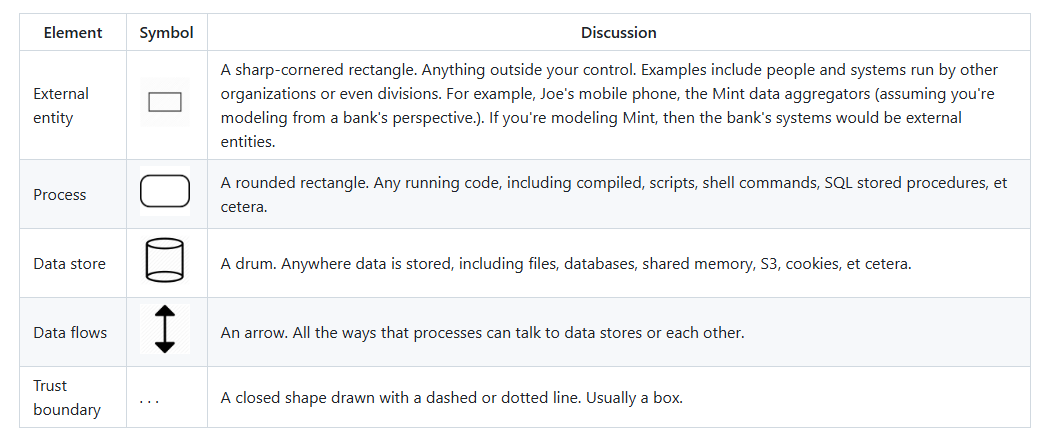 Element Symbol Discussion
External entity
A sharp-cornered rectangle. Anything outside your control. Examples include people and systems run by other
organizations or even divisions. For example, Joe's mobile phone, the Mint data aggregators (assuming you're
modeling from a bank's perspective.). If you're modeling Mint, then the bank's systems would be external
entities.
Process
A rounded rectangle. Any running code, including compiled, scripts, shell commands, SQL stored procedures, et
cetera.
Data store
A drum. Anywhere data is stored, including files, databases, shared memory, S3, cookies, et cetera.
Data flows
An arrow. All the ways that processes can talk to data stores or each other.
Trust
boundary
. . .
A closed shape drawn with a dashed or dotted line. Usually a box.